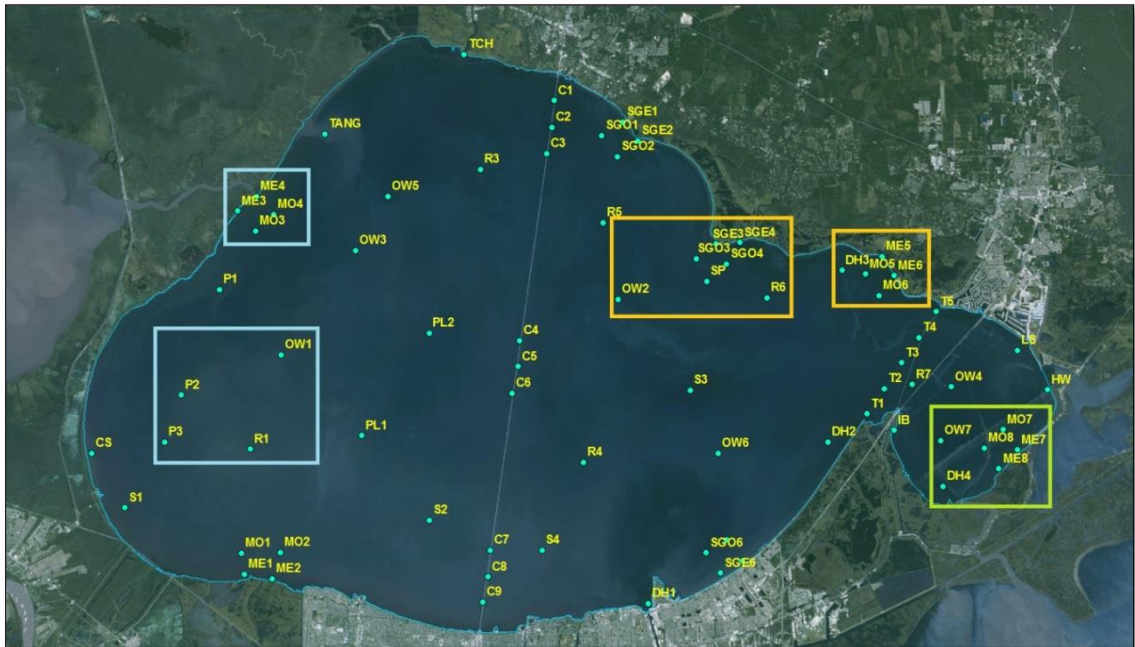 TCH
C1
SGE1
C2
SGO1
TANG
SGE2
C3
SGO2
R3
ME4
OW5
ME3
MO4
MO3
R5
SGE3
SGE4
OW3
SGO3
SGO4
ME5
DH3
MO5
ME6
SP
MO6
P1
OW2
R6
T5
PL2
C4
T4
OW1
LS
C5
T3
P2
C6
S3
T2
R7
OW4
HW
T1
P3
R1
PL1
DH2
IB
MO7
OW7
MO8
ME7
CS
R4
OW6
ME8
DH4
S1
S2
MO1
MO2
C7
S4
SGO6
ME1
ME2
C8
SGE6
C9
DH1